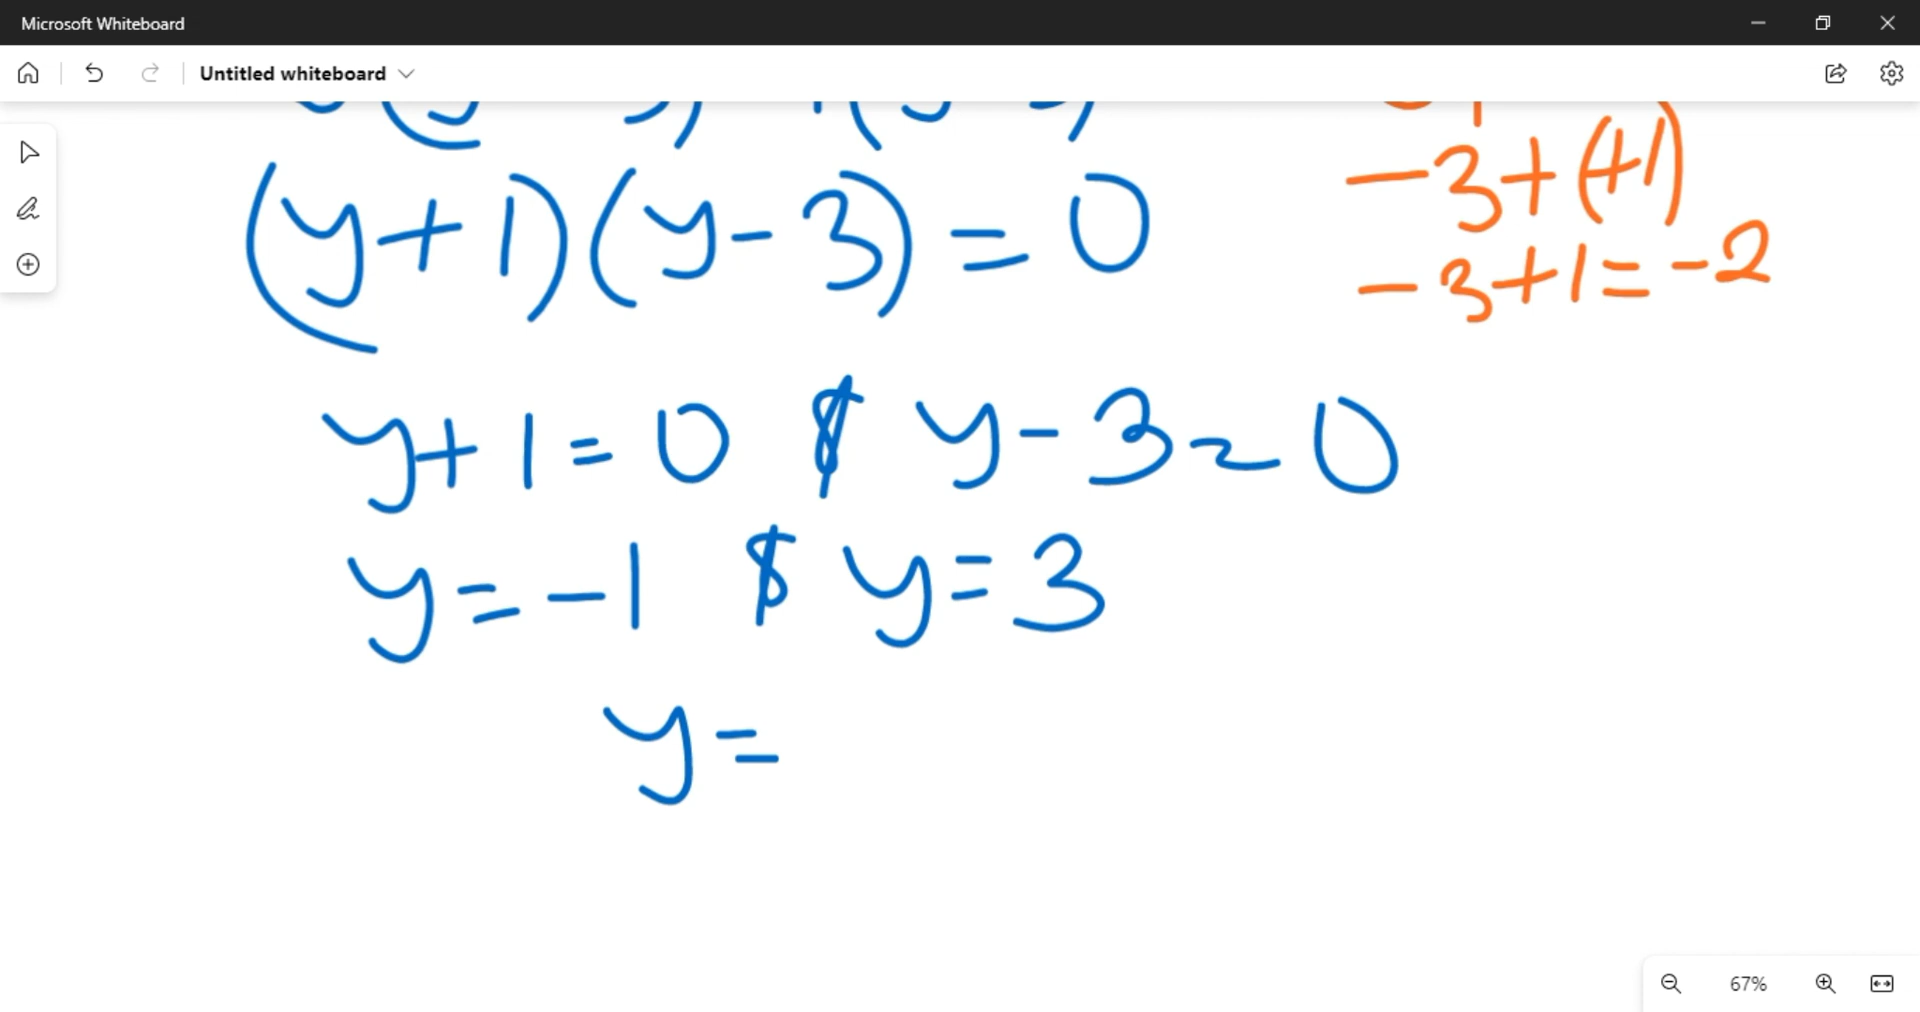 Microsoft Whiteboard
Untitled whiteboard
(y+1)(y-3)=0
-3+(+1)
-3+1=-2
y+1=0 $ y-3=0
y=-1 $ y=3
y=
67%